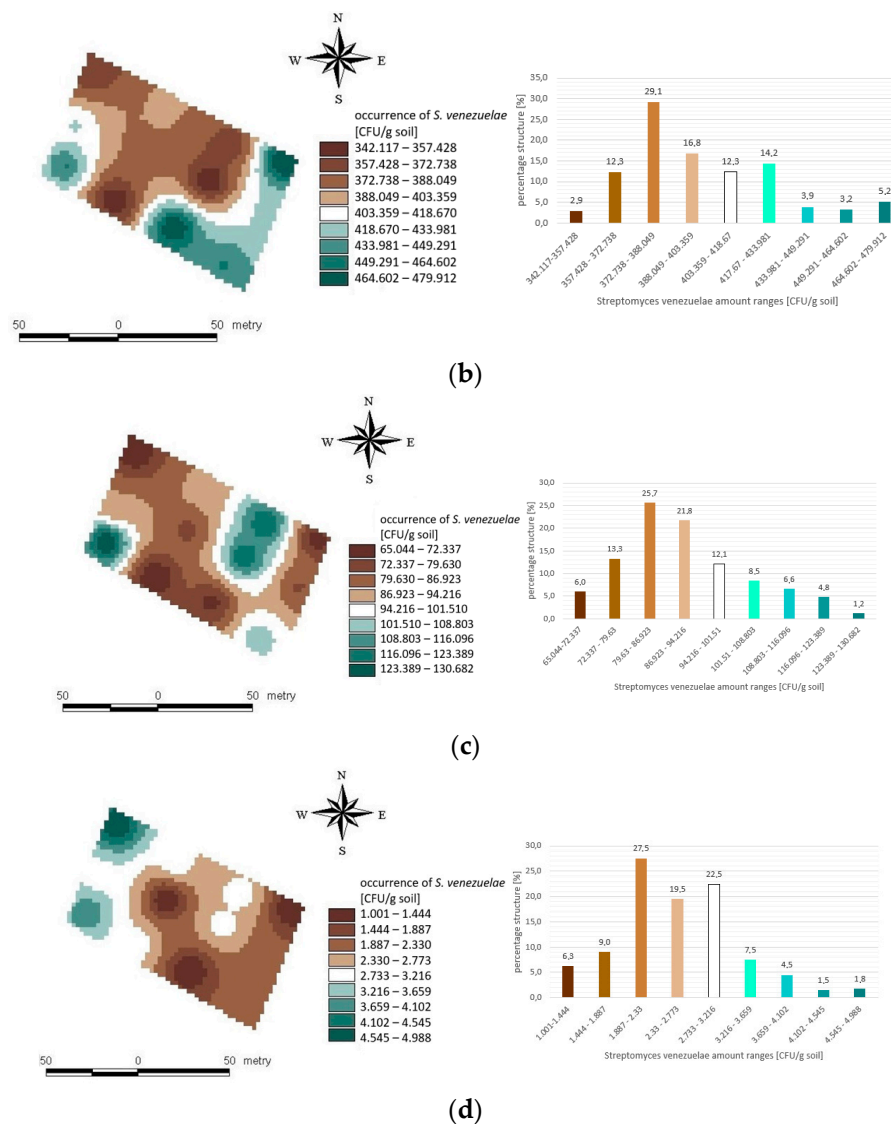 N
W E
S
occurrence of S. venezuelae
[CFU/g soil]
342.117 – 357.428
357.428 – 372.738
372.738 – 388.049
388.049 – 403.359
403.359 – 418.670
418.670 – 433.981
433.981 – 449.291
449.291 – 464.602
464.602 – 479.912
50 0 50 metry
percentage structure [%]
35,0
30,0
25,0
20,0
15,0
10,0
5,0
0,0
2,9
12,3
29,1
16,8
12,3
14,2
3,9
3,2
5,2
342.117-357.428
357.428 - 372.738
372.738 - 388.049
388.049 - 403.359
403.359 - 418.67
417.67 - 433.981
433.981 - 449.291
449.291 - 464.602
464.602 - 479.912
Streptomyces venezuelae amount ranges [CFU/g soil]
(b)
N
W E
S
occurrence of S. venezuelae
[CFU/g soil]
65.044 – 72.337
72.337 – 79.630
79.630 – 86.923
86.923 – 94.216
94.216 – 101.510
101.510 – 108.803
108.803 – 116.096
116.096 – 123.389
123.389 – 130.682
50 0 50 metry
percentage structure [%]
30,0
25,0
20,0
15,0
10,0
5,0
0,0
6,0
13,3
25,7
21,8
12,1
8,5
6,6
4,8
1,2
65.044-72.337
72.337 - 79.63
79.63 - 86.923
86.923 - 94.216
94.216 - 101.51
101.51 - 108.803
108.803 - 116.096
116.096 - 123.389
123.389 - 130.682
Streptomyces venezuelae amount ranges [CFU/g soil]
(c)
N
W E
S
occurrence of S. venezuelae
[CFU/g soil]
1.001 – 1.444
1.444 – 1.887
1.887 – 2.330
2.330 – 2.773
2.733 – 3.216
3.216 – 3.659
3.659 – 4.102
4.102 – 4.545
4.545 – 4.988
50 0 50 metry
percentage structure [%]
30,0
25,0
20,0
15,0
10,0
5,0
0,0
6,3
9,0
27,5
19,5
22,5
7,5
4,5
1,5
1,8
1.001-1.444
1.444 - 1.887
1.887 - 2.33
2.33 - 2.773
2.733 - 3.216
3.216 - 3.659
3.659 - 4.102
4.102 - 4.545
4.545 - 4.988
Streptomyces venezuelae amount ranges [CFU/g soil]
(d)